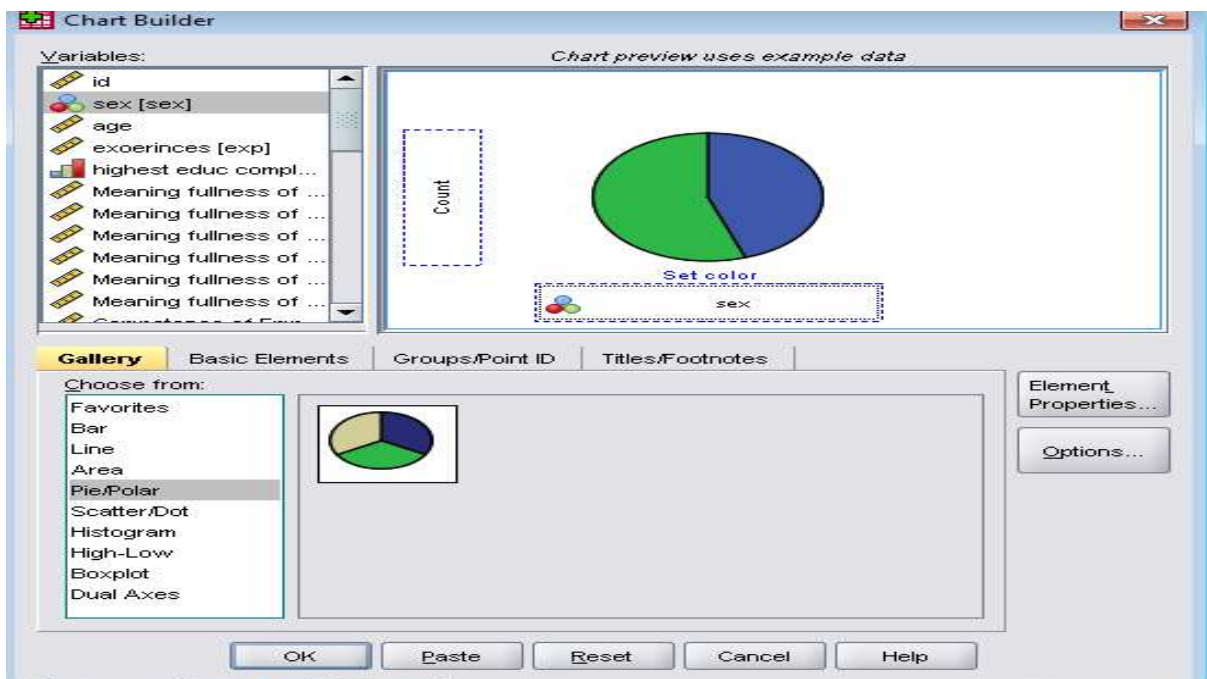 Chart Builder
Variables:
Chart preview uses example data
id
sex [sex]
age
exoerinces [exp]
highest educ compl...
Meaning fullness of ...
Meaning fullness of ...
Meaning fullness of ...
Meaning fullness of ...
Meaning fullness of ...
Meaning fullness of ...
Count
Set color
sex
Gallery
Basic Elements
Groups/Point ID
Titles/Footnotes
Choose from:
Favorites
Bar
Line
Area
Pie/Polar
Scatter/Dot
Histogram
High-Low
Boxplot
Dual Axes
Element
Properties...
Options...
OK
Paste
Reset
Cancel
Help